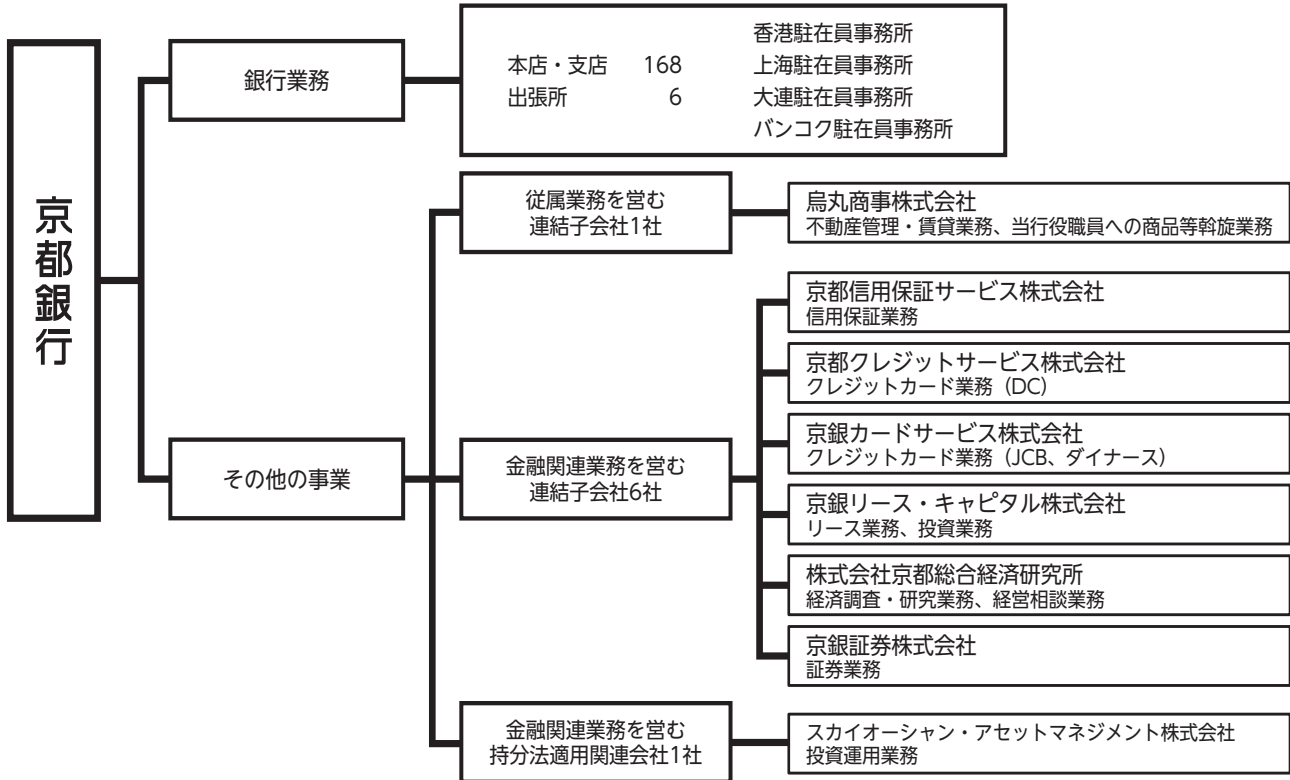 京都銀行
銀行業務
本店・支店 168
出張所 6
香港駐在員事務所
上海駐在員事務所
大連駐在員事務所
バンコク駐在員事務所
その他の事業
従属業務を営む
連結子会社1社
烏丸商事株式会社
不動産管理・賃貸業務、当行役職員への商品等斡旋業務
金融関連業務を営む
連結子会社6社
京都信用保証サービス株式会社
信用保証業務
京都クレジットサービス株式会社
クレジットカード業務（DC）
京銀カードサービス株式会社
クレジットカード業務（JCB、ダイナース）
京銀リース・キャピタル株式会社
リース業務、投資業務
株式会社京都総合経済研究所
経済調査・研究業務、経営相談業務
京銀証券株式会社
証券業務
金融関連業務を営む
持分法適用関連会社1社
スカイオーシャン・アセットマネジメント株式会社
投資運用業務